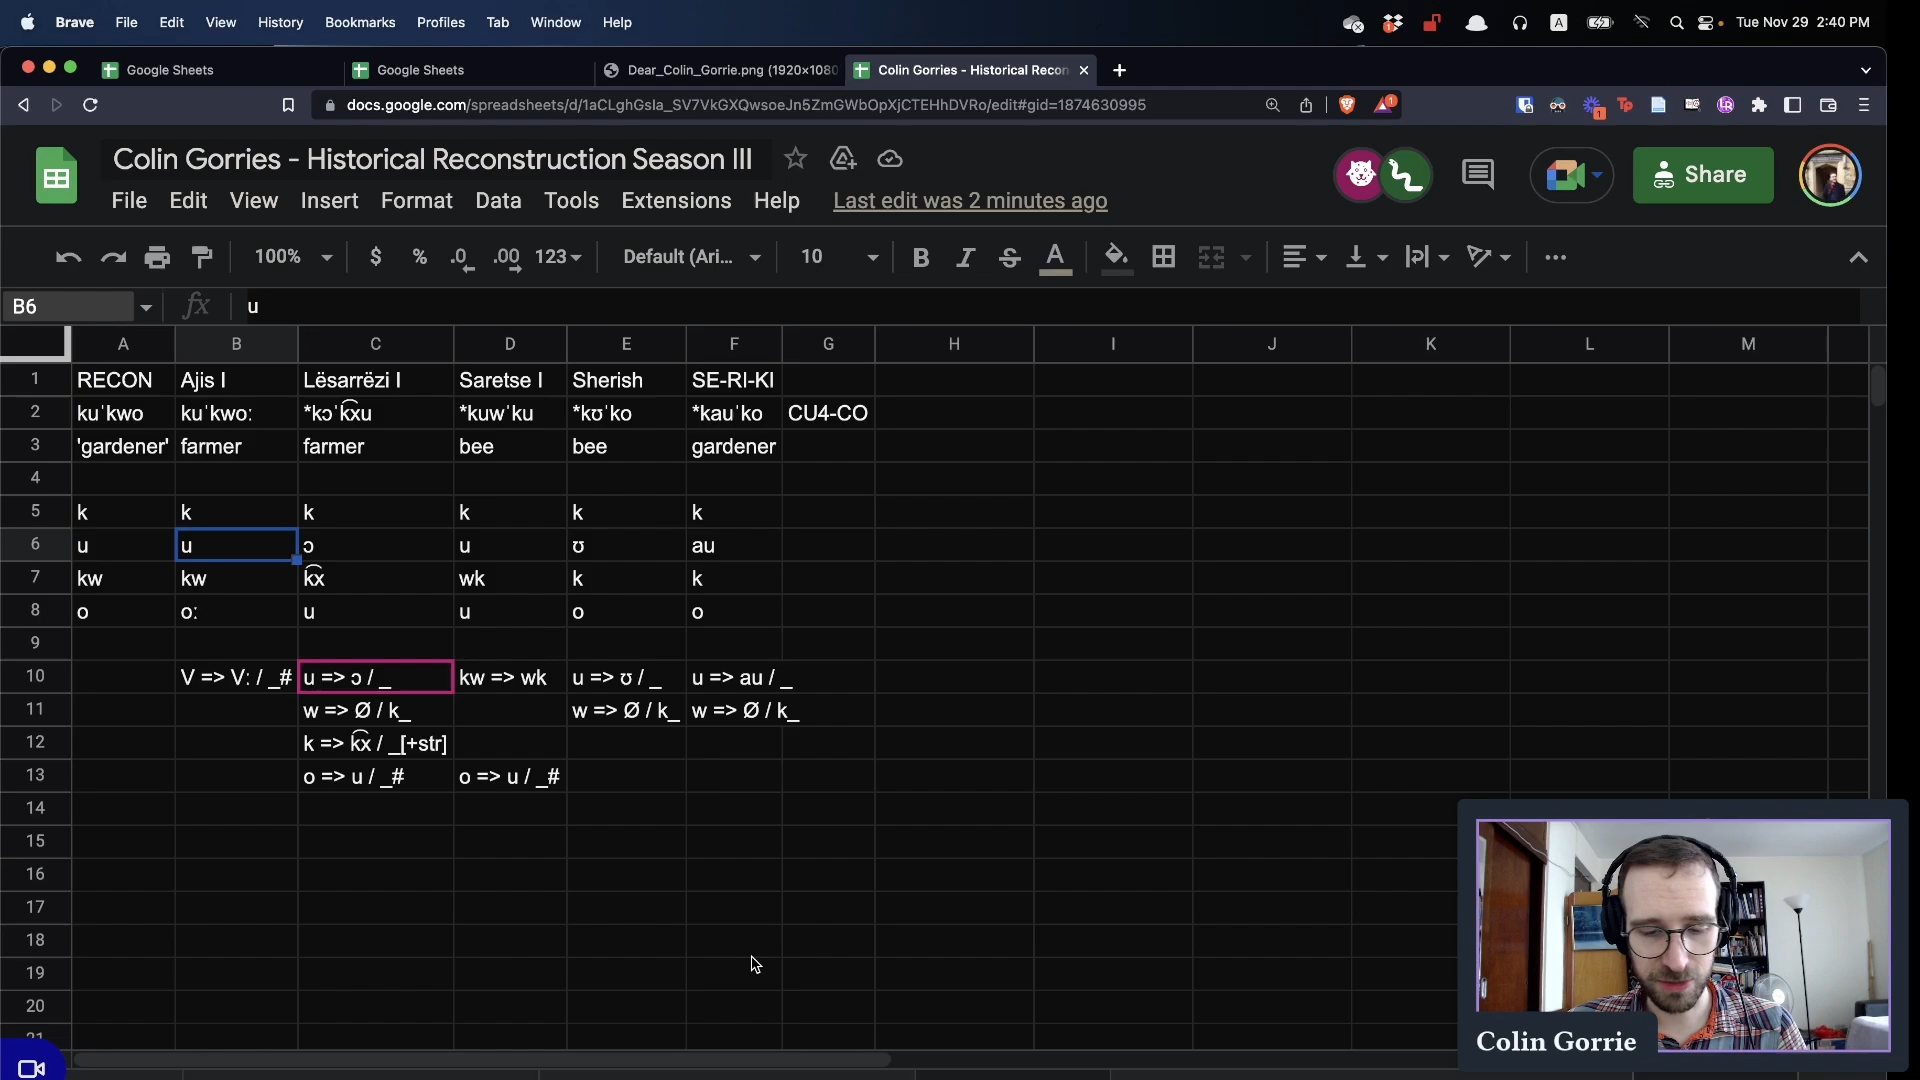 Brave File Edit View History Bookmarks Profiles Tab Window Help
A Tue Nov 29 2:40 PM
Google Sheets
Google Sheets
Dear_Colin_Gorrie.png (1920×1080
Colin Gorries - Historical Recon
docs.google.com/spreadsheets/d/1aCLghGsIa_SV7VkGXQwsoeJn5ZmGWbOpXjCTEHhDVRo/edit#gid=1874630995
Colin Gorries - Historical Reconstruction Season III
File Edit View Insert Format Data Tools Extensions Help Last edit was 2 minutes ago
Share
100% $ % .0 .00 123 Default (Ari... 10 B I S A
B6 fx u
A B C D E F G H I J K L M
1 RECON Ajis I Lësarrëzi I Saretse I Sherish SE-RI-KI
2 kuˈkwo kuˈkwoː *kɔˈk͡xu *kuwˈku *kʊˈko *kauˈko CU4-CO
3 'gardener' farmer farmer bee bee gardener
4
5 k k k k k k
6 u u ɔ u ʊ au
7 kw kw k͡x wk k k
8 o oː u u o o
9
10 V => Vː / _# u => ɔ / _ kw => wk u => ʊ / _ u => au / _
11 w => Ø / k_ w => Ø / k_ w => Ø / k_
12 k => k͡x / _[+str]
13 o => u / _# o => u / _#
14
15
16
17
18
19
20
Colin Gorrie